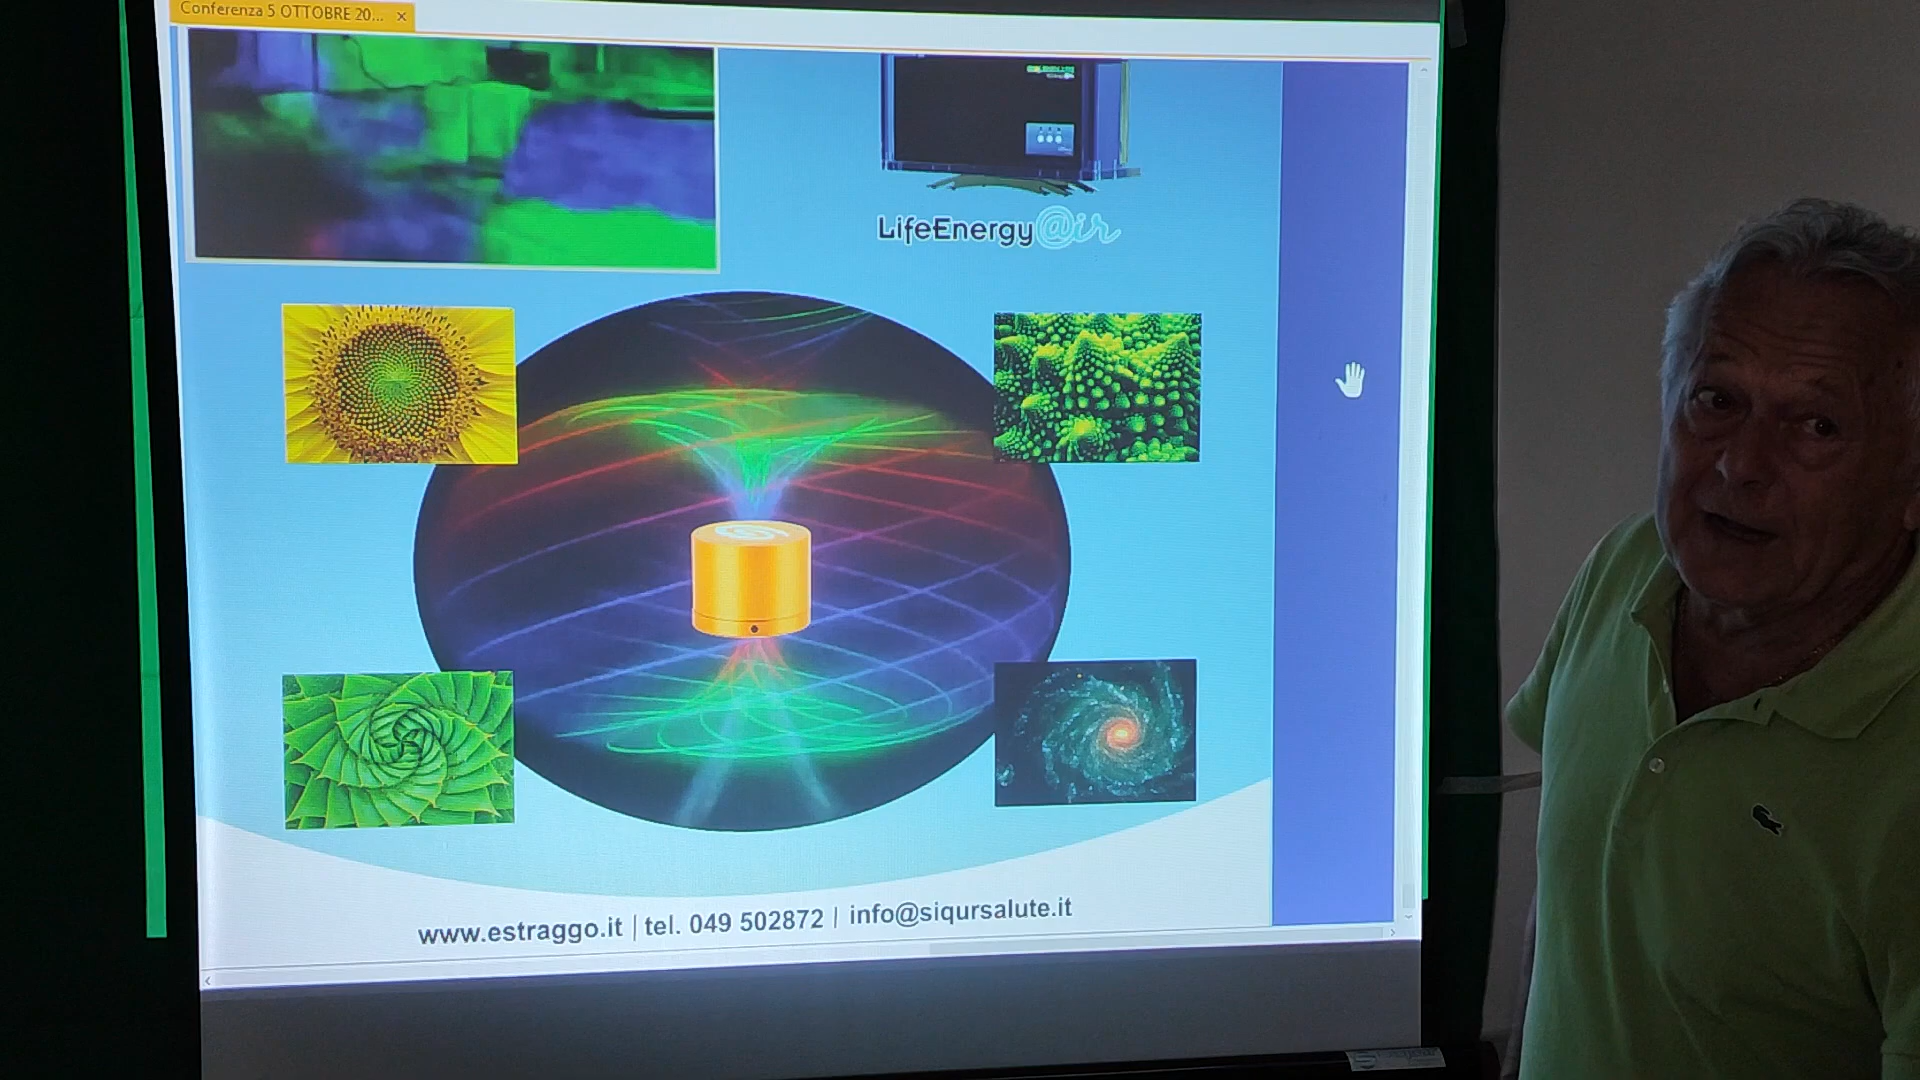 Conferenza 5 OTTOBRE 20...
LifeEnergy@ir
www.estraggo.it | tel. 049 502872 | info@siqursalute.it